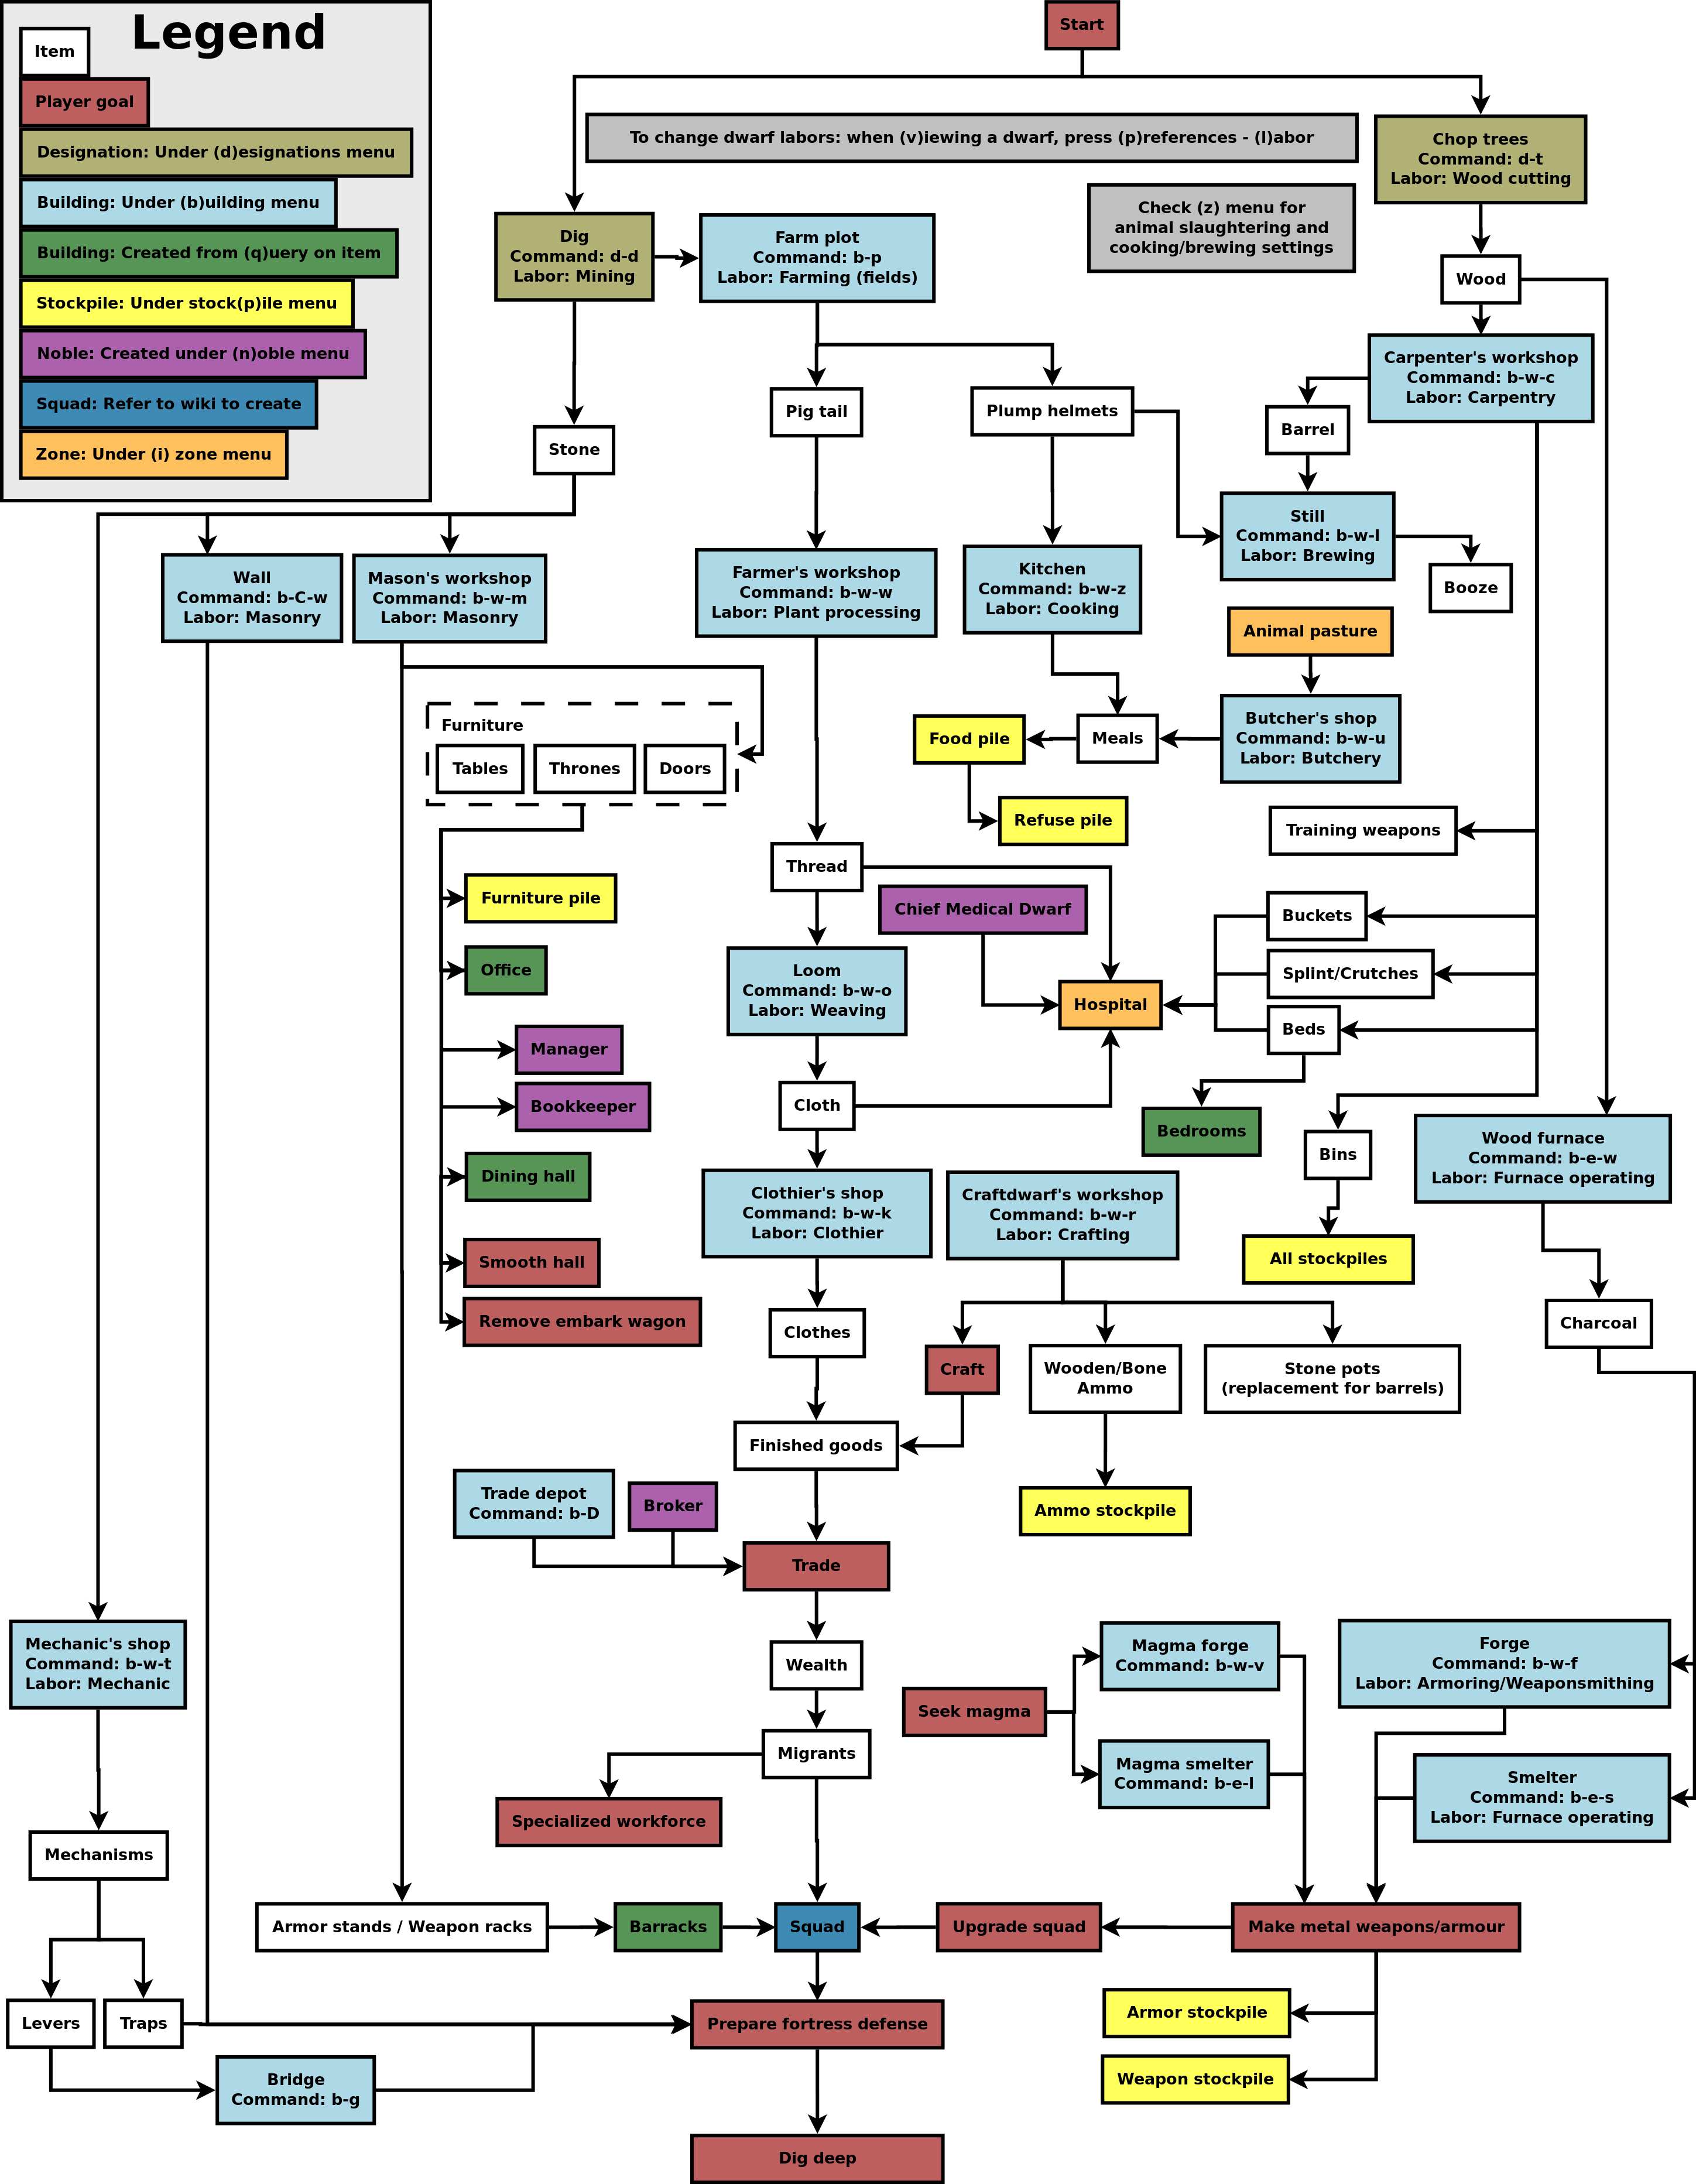 Legend
Item
Player goal
Designation: Under (d)esignations menu
Building: Under (b)uilding menu
Building: Created from (q)uery on item
Stockpile: Under stock(p)ile menu
Noble: Created under (n)oble menu
Squad: Refer to wiki to create
Zone: Under (i) zone menu
Start
To change dwarf labors: when (v)iewing a dwarf, press (p)references - (l)abor
Chop trees
Command: d-t
Labor: Wood cutting
Check (z) menu for
animal slaughtering and
cooking/brewing settings
Dig
Command: d-d
Labor: Mining
Farm plot
Command: b-p
Labor: Farming (fields)
Wood
Carpenter's workshop
Command: b-w-c
Labor: Carpentry
Pig tail
Plump helmets
Barrel
Stone
Still
Command: b-w-l
Labor: Brewing
Booze
Wall
Command: b-C-w
Labor: Masonry
Mason's workshop
Command: b-w-m
Labor: Masonry
Farmer's workshop
Command: b-w-w
Labor: Plant processing
Kitchen
Command: b-w-z
Labor: Cooking
Animal pasture
Furniture
Tables
Thrones
Doors
Food pile
Meals
Butcher's shop
Command: b-w-u
Labor: Butchery
Refuse pile
Training weapons
Thread
Furniture pile
Chief Medical Dwarf
Buckets
Office
Loom
Command: b-w-o
Labor: Weaving
Splint/Crutches
Hospital
Beds
Manager
Bookkeeper
Cloth
Bedrooms
Bins
Wood furnace
Command: b-e-w
Labor: Furnace operating
Dining hall
Clothier's shop
Command: b-w-k
Labor: Clothier
Craftdwarf's workshop
Command: b-w-r
Labor: Crafting
All stockpiles
Smooth hall
Remove embark wagon
Clothes
Charcoal
Craft
Wooden/Bone
Ammo
Stone pots
(replacement for barrels)
Finished goods
Trade depot
Command: b-D
Broker
Ammo stockpile
Trade
Mechanic's shop
Command: b-w-t
Labor: Mechanic
Wealth
Magma forge
Command: b-w-v
Forge
Command: b-w-f
Labor: Armoring/Weaponsmithing
Seek magma
Migrants
Magma smelter
Command: b-e-l
Smelter
Command: b-e-s
Labor: Furnace operating
Specialized workforce
Mechanisms
Armor stands / Weapon racks
Barracks
Squad
Upgrade squad
Make metal weapons/armour
Levers
Traps
Prepare fortress defense
Armor stockpile
Bridge
Command: b-g
Weapon stockpile
Dig deep